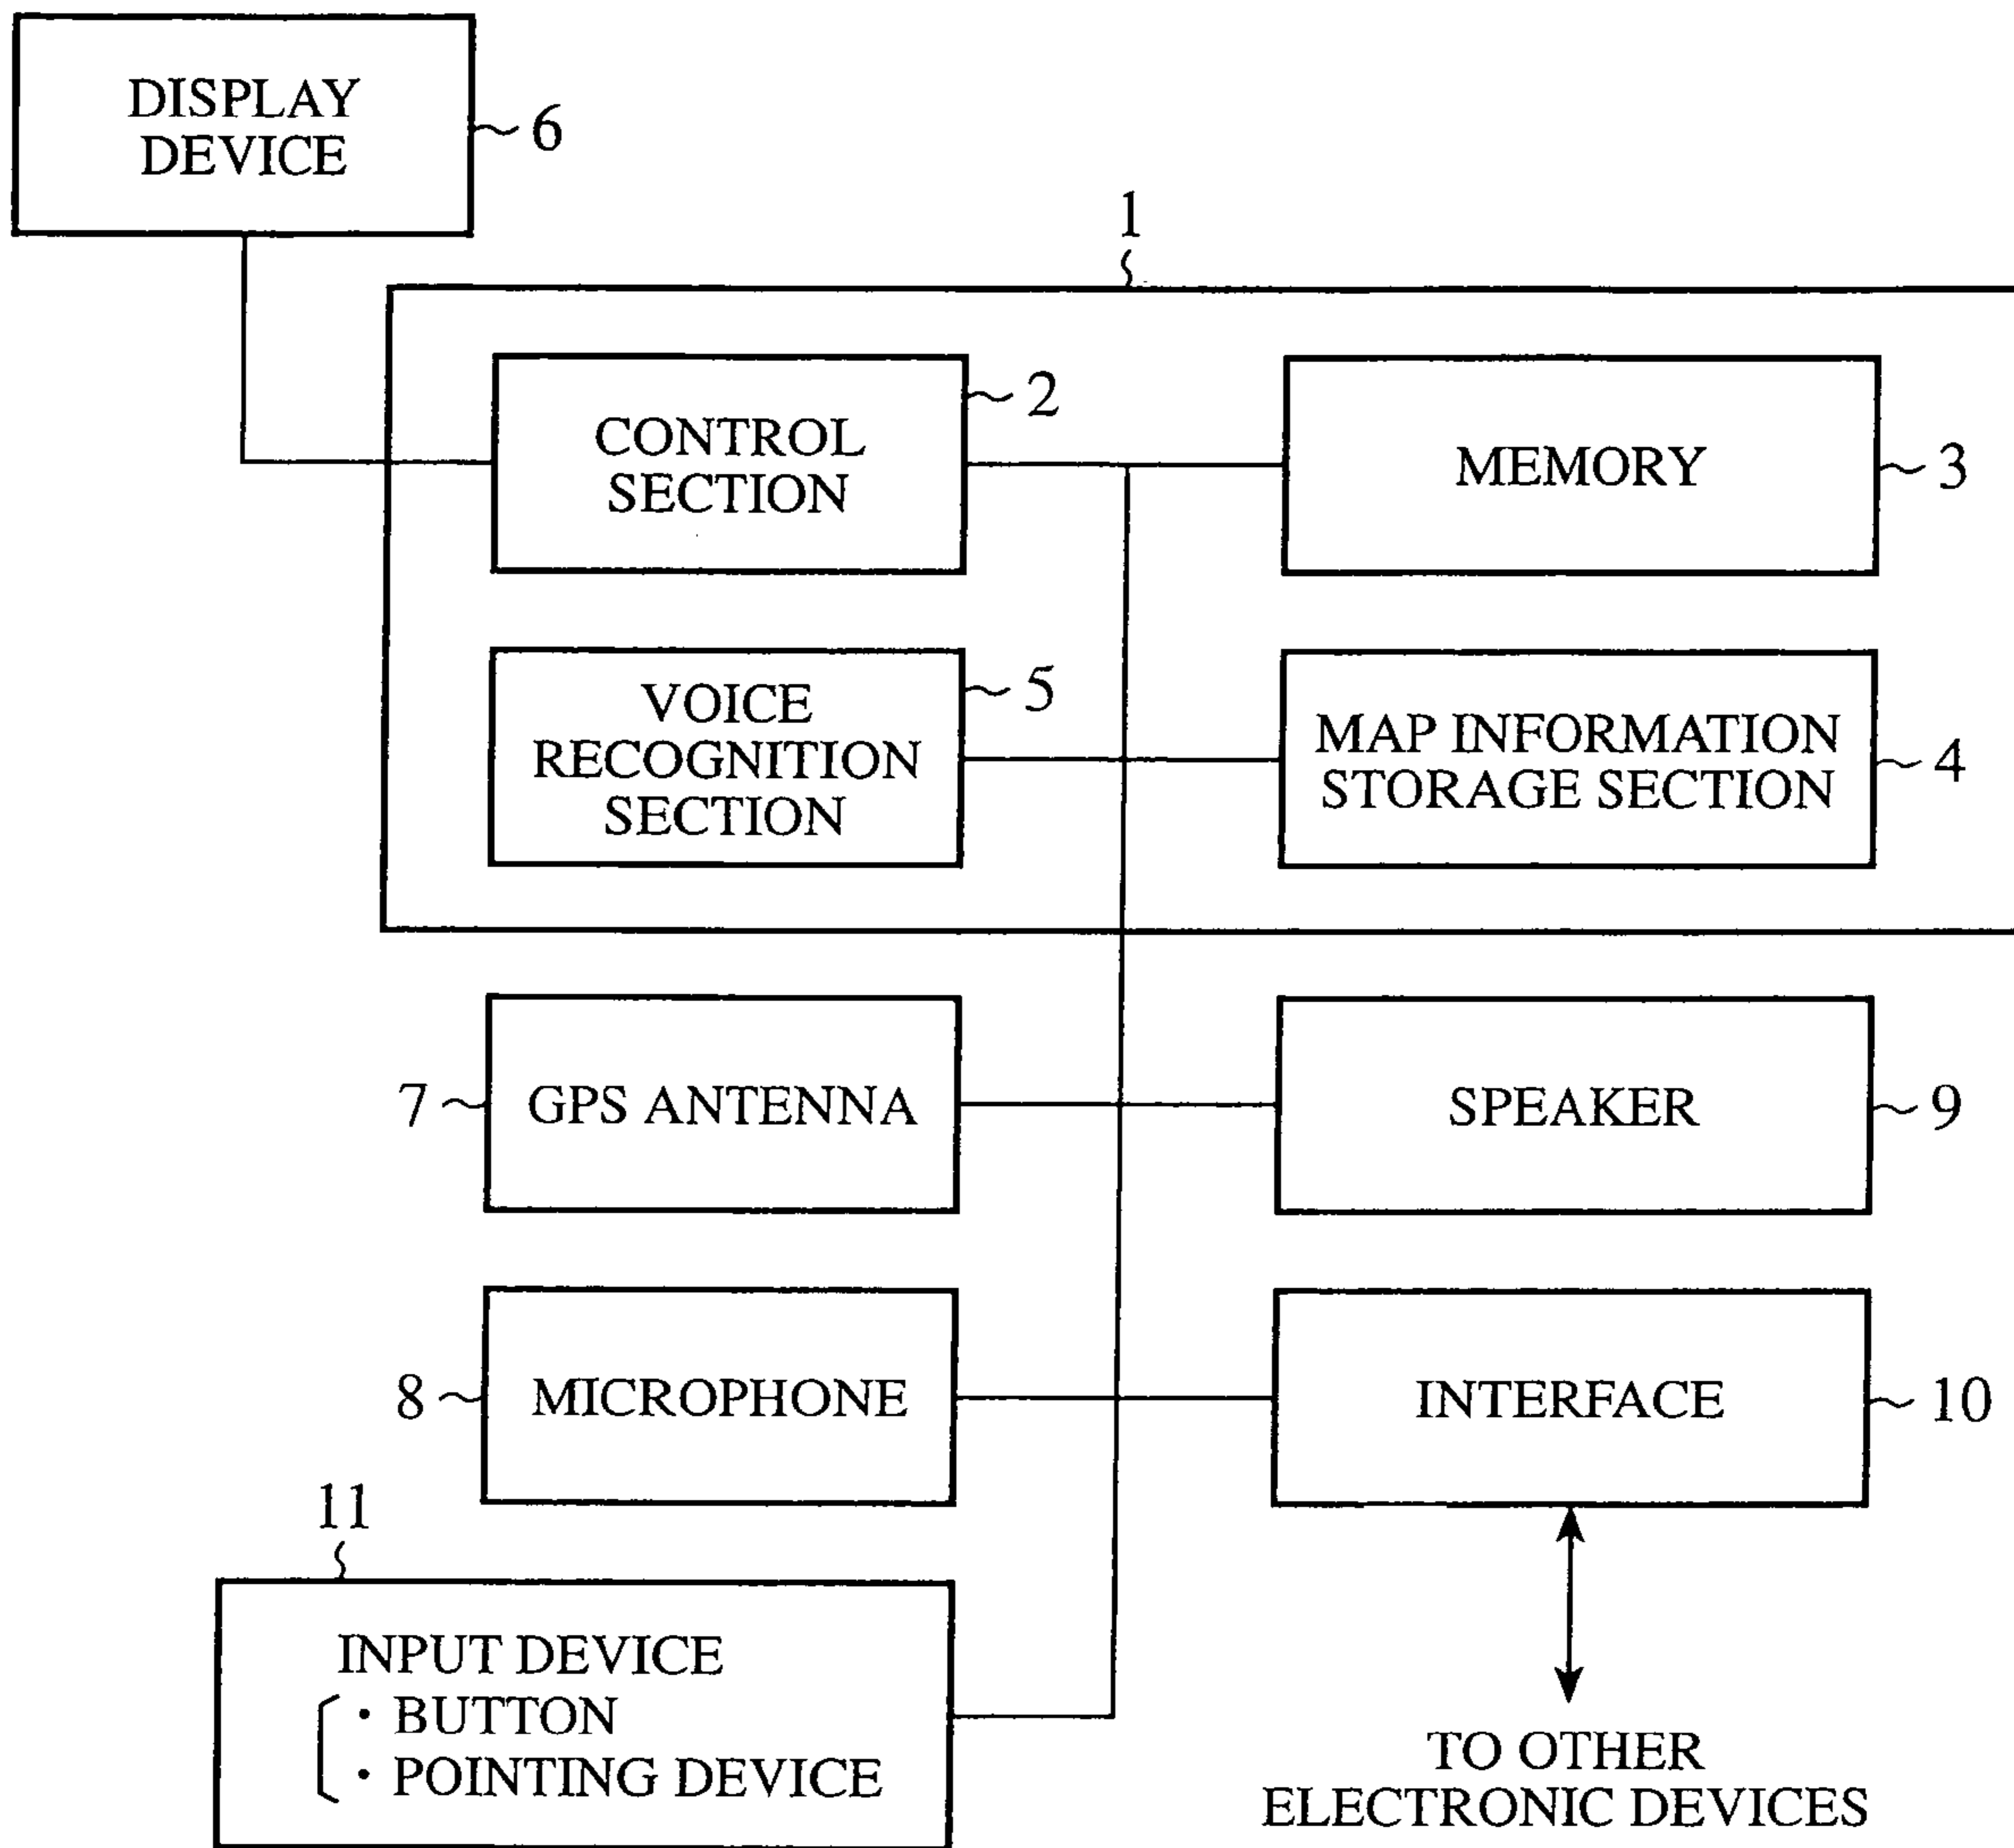 DISPLAY
DEVICE
6
1
CONTROL
SECTION
2
MEMORY
3
VOICE
RECOGNITION
SECTION
5
MAP INFORMATION
STORAGE SECTION
4
7
GPS ANTENNA
SPEAKER
9
8
MICROPHONE
INTERFACE
10
11
INPUT DEVICE
・BUTTON
・POINTING DEVICE
TO OTHER
ELECTRONIC DEVICES